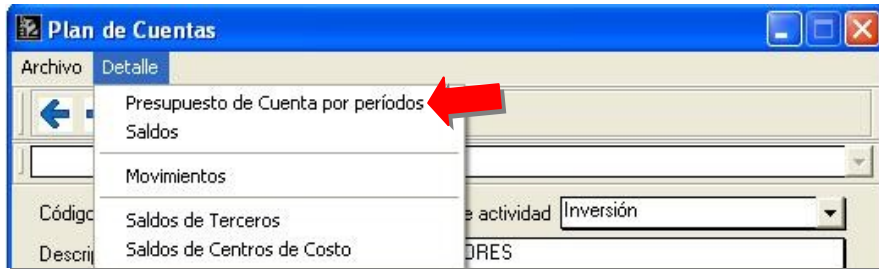 Plan de Cuentas
Archivo Detalle
Presupuesto de Cuenta por períodos
Saldos
Movimientos
Saldos de Terceros
Saldos de Centros de Costo
actividad Inversión